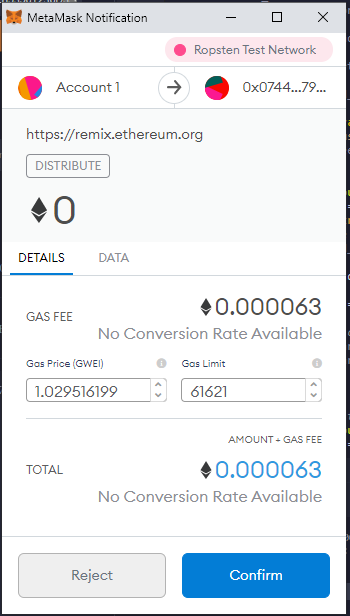 MetaMask Notification
Ropsten Test Network
Account 1 0x0744...79...
https://remix.ethereum.org
DISTRIBUTE
0
DETAILS DATA
GAS FEE 0.000063
No Conversion Rate Available
Gas Price (GWEI) Gas Limit
1.029516199 61621
AMOUNT + GAS FEE
TOTAL 0.000063
No Conversion Rate Available
Reject Confirm